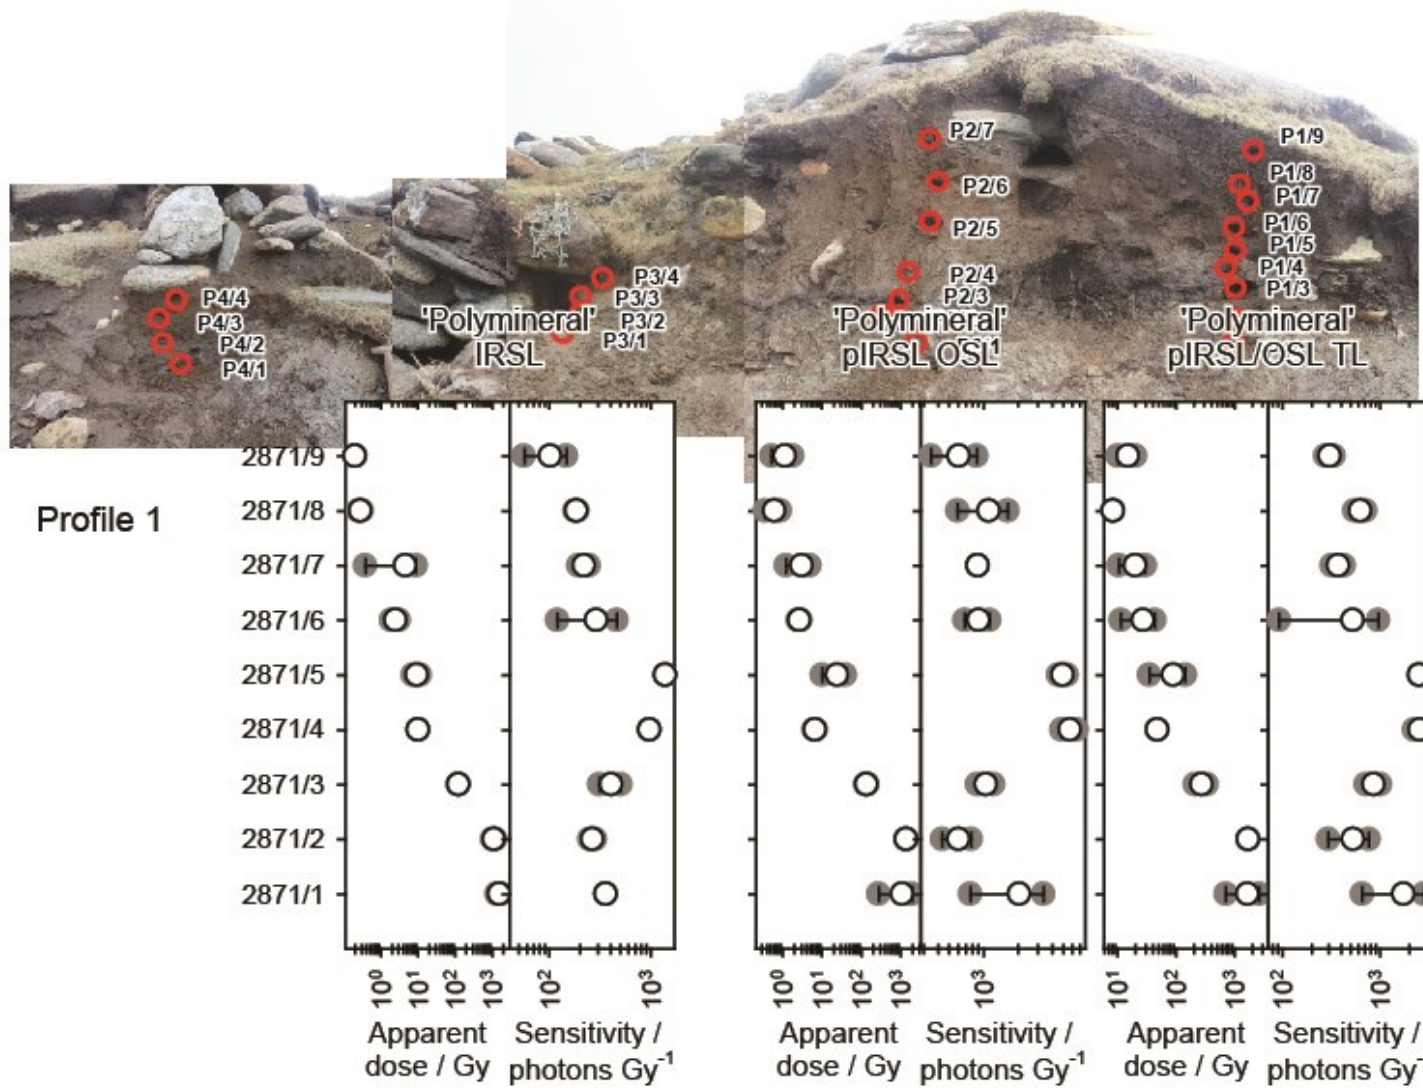 P2/7
P1/9
P2/6
P1/8
P1/7
P2/5
P1/6
P1/5
P2/4
P1/4
P3/4
P1/3
P4/4
P3/3
P2/3
P4/3
P3/2
P4/2
P3/1
P4/1
'Polymineral'
IRSL
'Polymineral'
pIRSL OSL
'Polymineral'
pIRSL/OSL TL
Profile 1
2871/9
2871/8
2871/7
2871/6
2871/5
2871/4
2871/3
2871/2
2871/1
10⁰ 10¹ 10² 10³
10² 10³
10⁰ 10¹ 10² 10³
10³
10¹ 10² 10³
10² 10³
Apparent
dose / Gy
Sensitivity /
photons Gy⁻¹
Apparent
dose / Gy
Sensitivity /
photons Gy⁻¹
Apparent
dose / Gy
Sensitivity /
photons Gy⁻